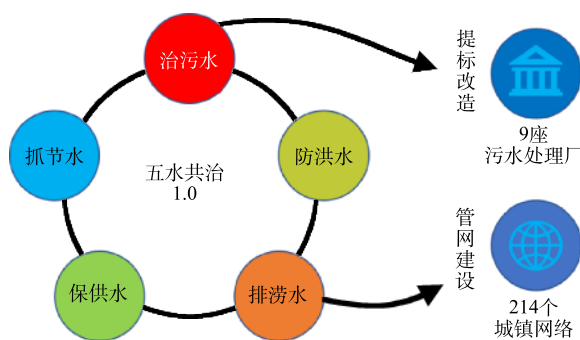 治污水
抓节水
防洪水
五水共治
1.0
保供水
排涝水
提标改造
9座
污水处理厂
管网建设
214个
城镇网络